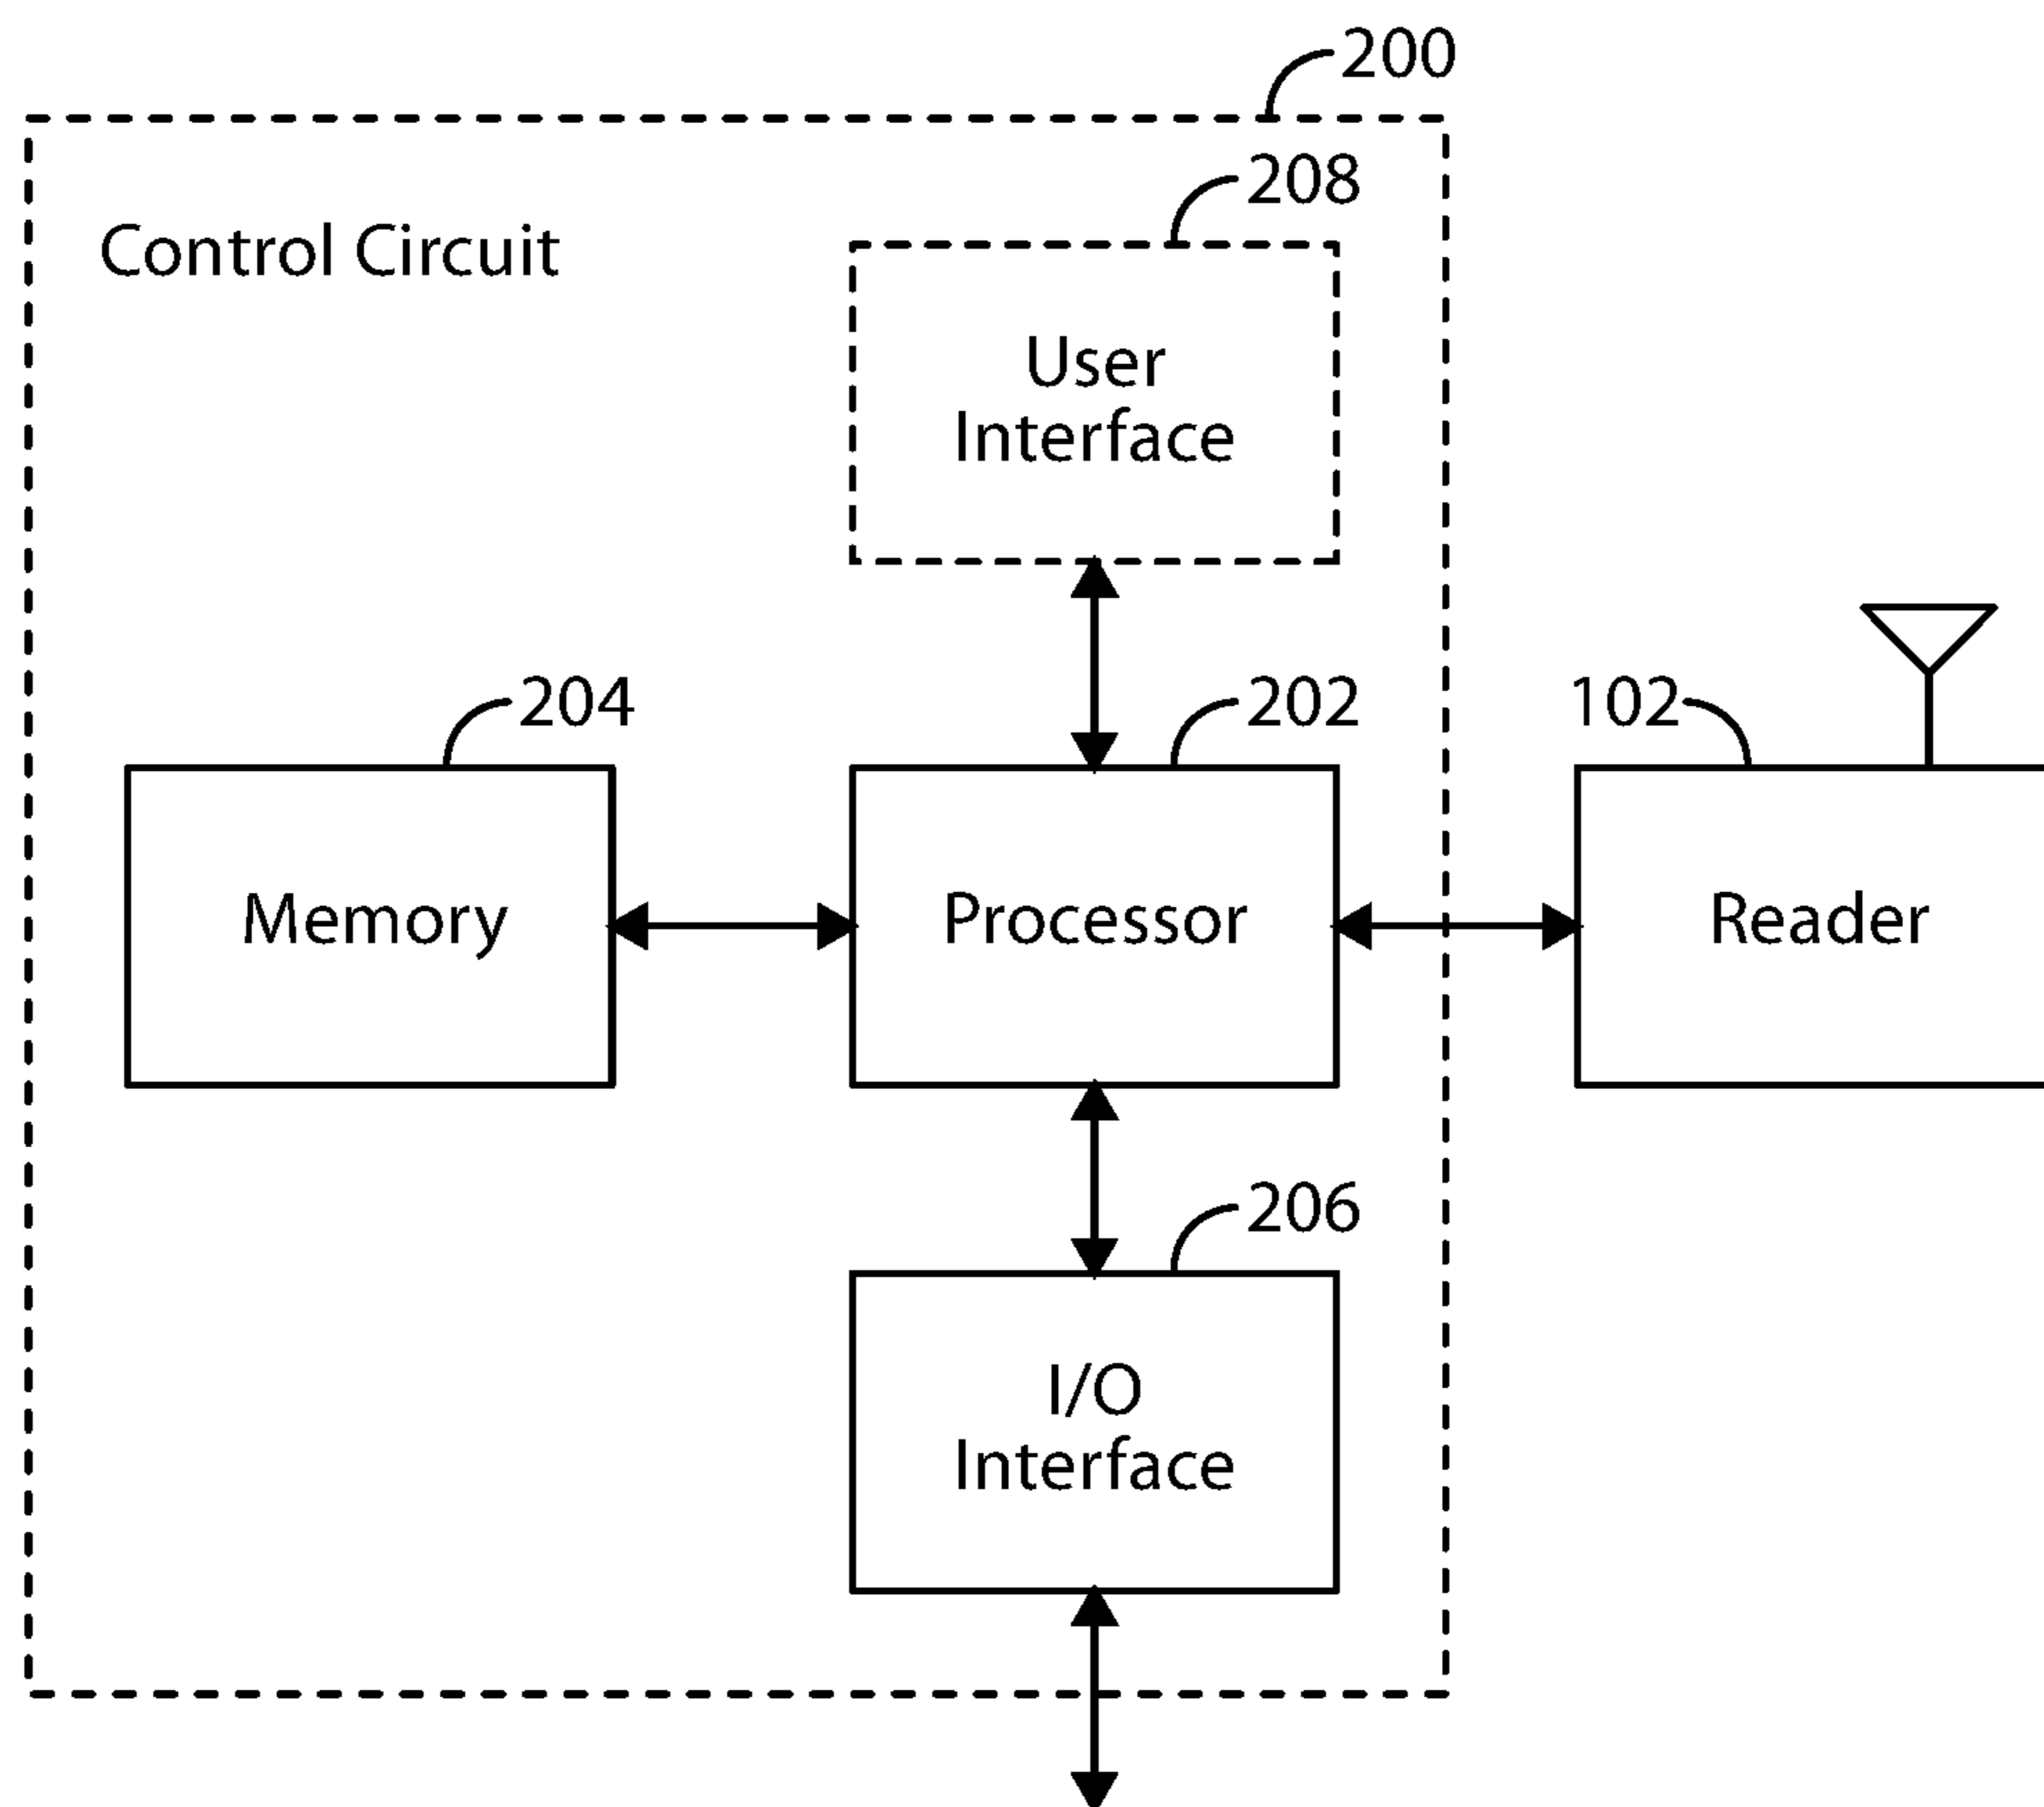 200
208
Control Circuit
User
Interface
204
202
102
Memory
Processor
Reader
206
I/O
Interface